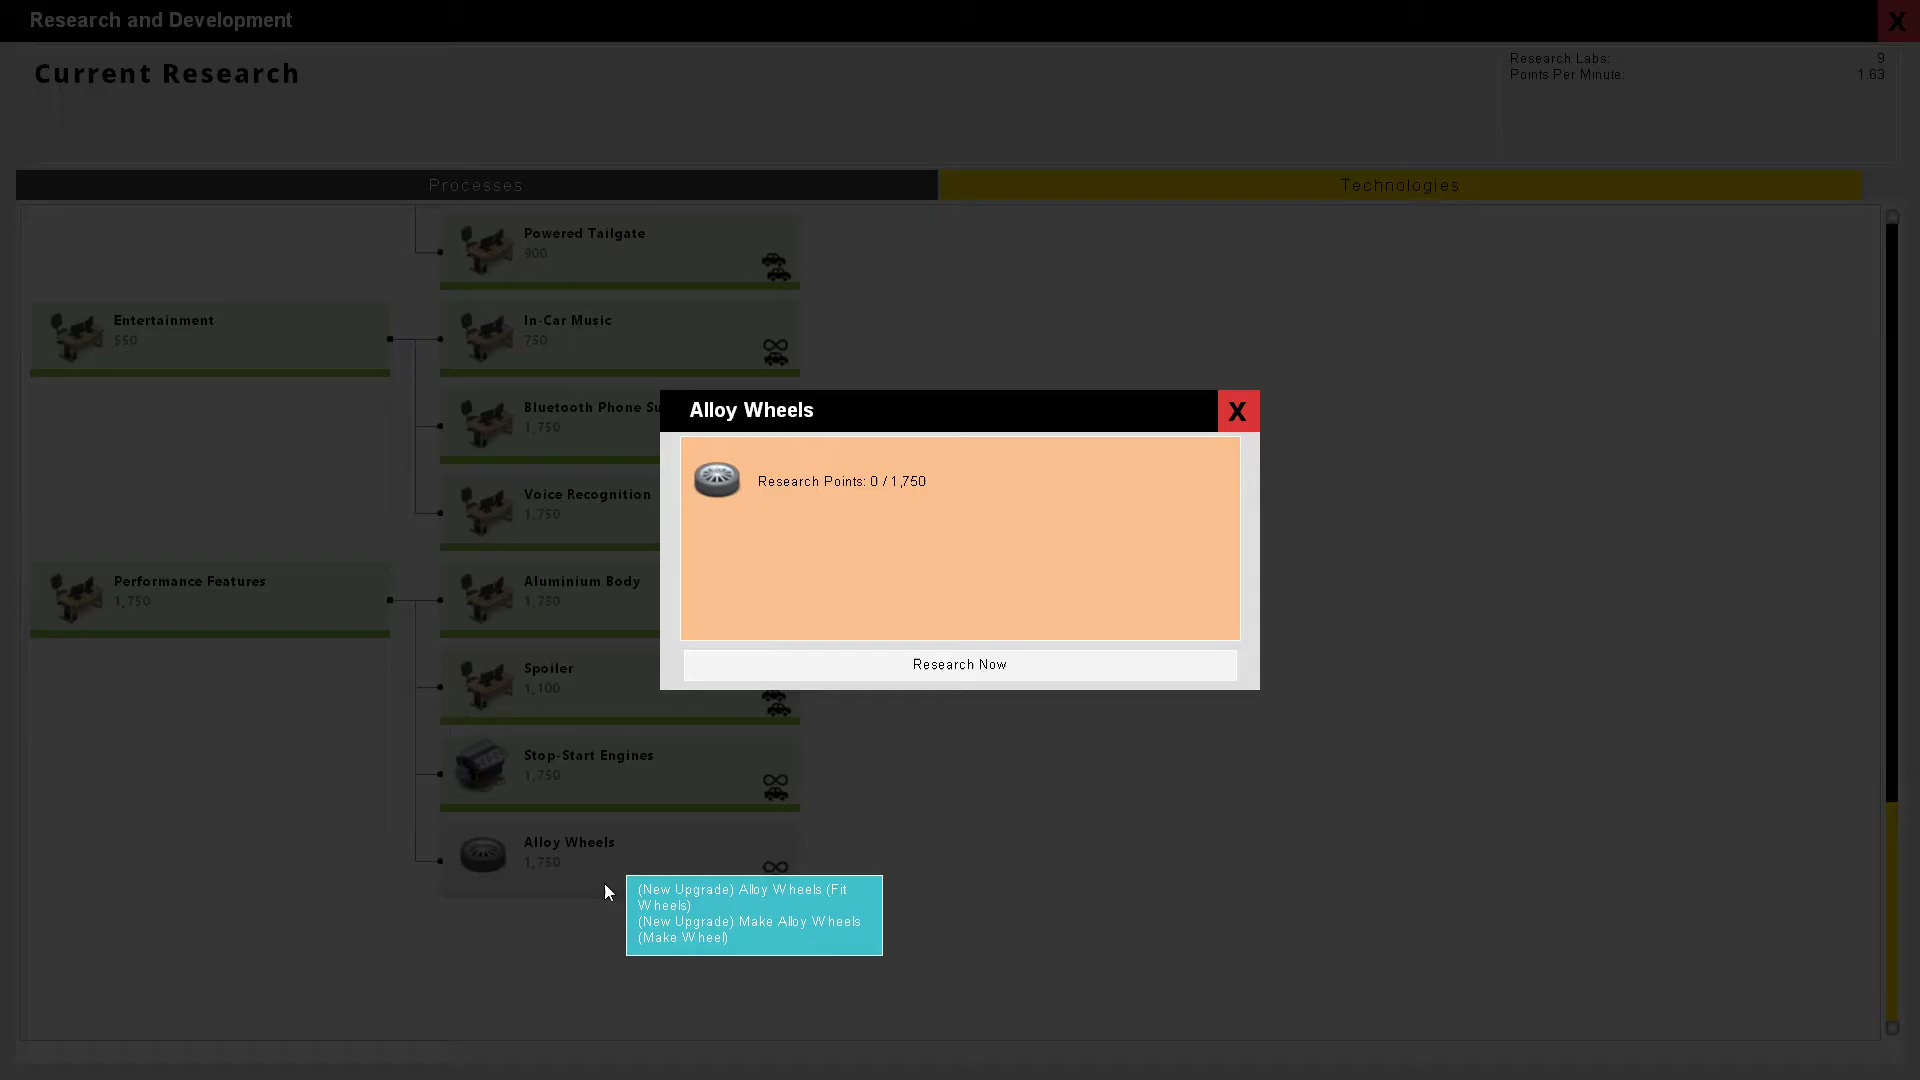 Research and Development
X
Current Research
Research Labs: 9
Points Per Minute: 1.63
Processes
Technologies
Powered Tailgate
900
Entertainment
550
In-Car Music
750
Bluetooth Phone Su
1,750
Voice Recognition
1,750
Performance Features
1,750
Aluminium Body
1,750
Spoiler
1,100
Stop-Start Engines
1,750
Alloy Wheels
1,750
Alloy Wheels
X
Research Points: 0 / 1,750
Research Now
(New Upgrade) Alloy Wheels (Fit
Wheels)
(New Upgrade) Make Alloy Wheels
(Make Wheel)